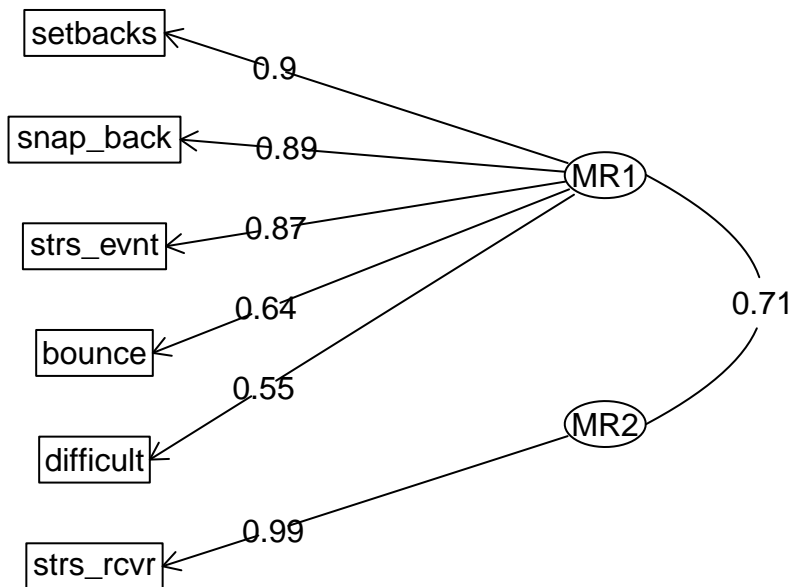 setbacks
0.9
snap_back
0.89
MR1
strs_evnt
0.87
0.71
bounce
0.64
difficult
0.55
MR2
strs_rcvr
0.99